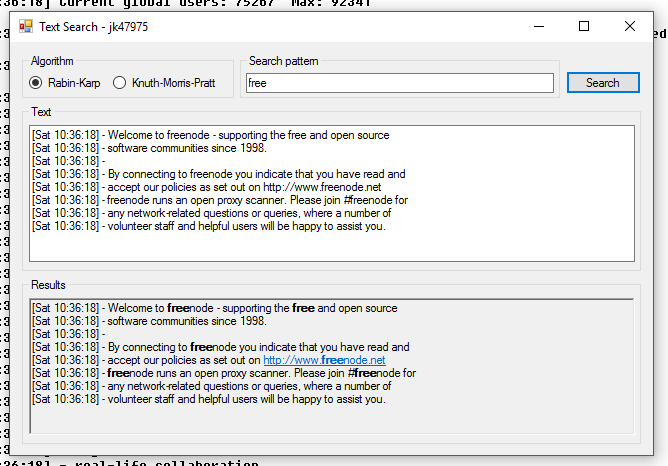 36:18] Current global users: 75267 Max: 92341
Text Search - jk47975
ed
Algorithm
Search pattern
Rabin-Karp
Knuth-Morris-Pratt
free
Search
Text
[Sat 10:36:18] - Welcome to freenode - supporting the free and open source
[Sat 10:36:18] - software communities since 1998.
[Sat 10:36:18] -
[Sat 10:36:18] - By connecting to freenode you indicate that you have read and
[Sat 10:36:18] - accept our policies as set out on http://www.freenode.net
[Sat 10:36:18] - freenode runs an open proxy scanner. Please join #freenode for
[Sat 10:36:18] - any network-related questions or queries, where a number of
[Sat 10:36:18] - volunteer staff and helpful users will be happy to assist you.
Results
[Sat 10:36:18] - Welcome to freenode - supporting the free and open source
[Sat 10:36:18] - software communities since 1998.
[Sat 10:36:18] -
[Sat 10:36:18] - By connecting to freenode you indicate that you have read and
[Sat 10:36:18] - accept our policies as set out on http://www.freenode.net
[Sat 10:36:18] - freenode runs an open proxy scanner. Please join #freenode for
[Sat 10:36:18] - any network-related questions or queries, where a number of
[Sat 10:36:18] - volunteer staff and helpful users will be happy to assist you.
36:18] - real-life collaboration